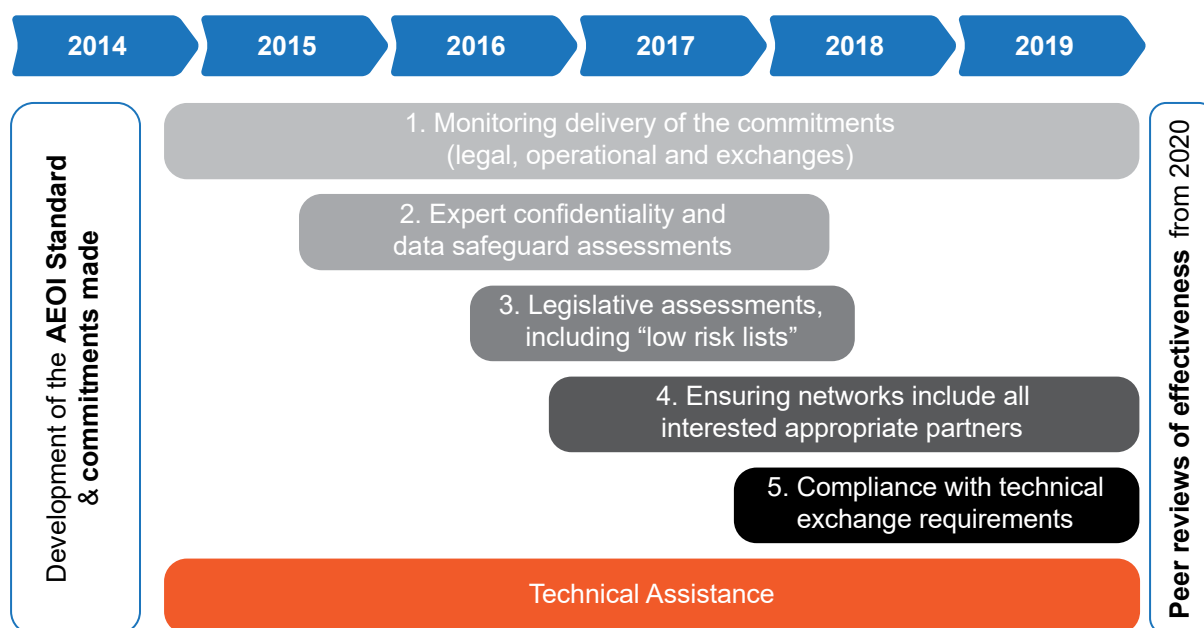 2014
2015
2016
2017
2018
2019
Development of the AEOI Standard
& commitments made
1. Monitoring delivery of the commitments
(legal, operational and exchanges)
2. Expert confidentiality and
data safeguard assessments
3. Legislative assessments,
including “low risk lists”
4. Ensuring networks include all
interested appropriate partners
5. Compliance with technical
exchange requirements
Technical Assistance
Peer reviews of effectiveness from 2020